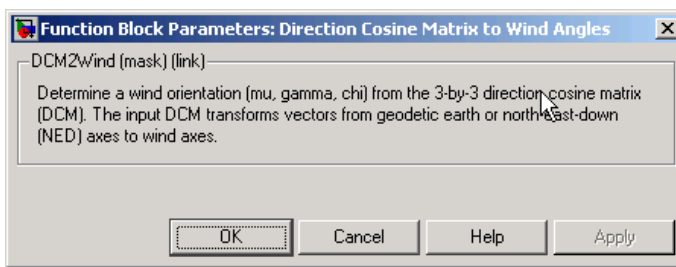 Function Block Parameters: Direction Cosine Matrix to Wind Angles
DCM2Wind (mask) (link)
Determine a wind orientation (mu, gamma, chi) from the 3-by-3 direction cosine matrix
(DCM). The input DCM transforms vectors from geodetic earth or north-east-down
(NED) axes to wind axes.
OK Cancel Help Apply